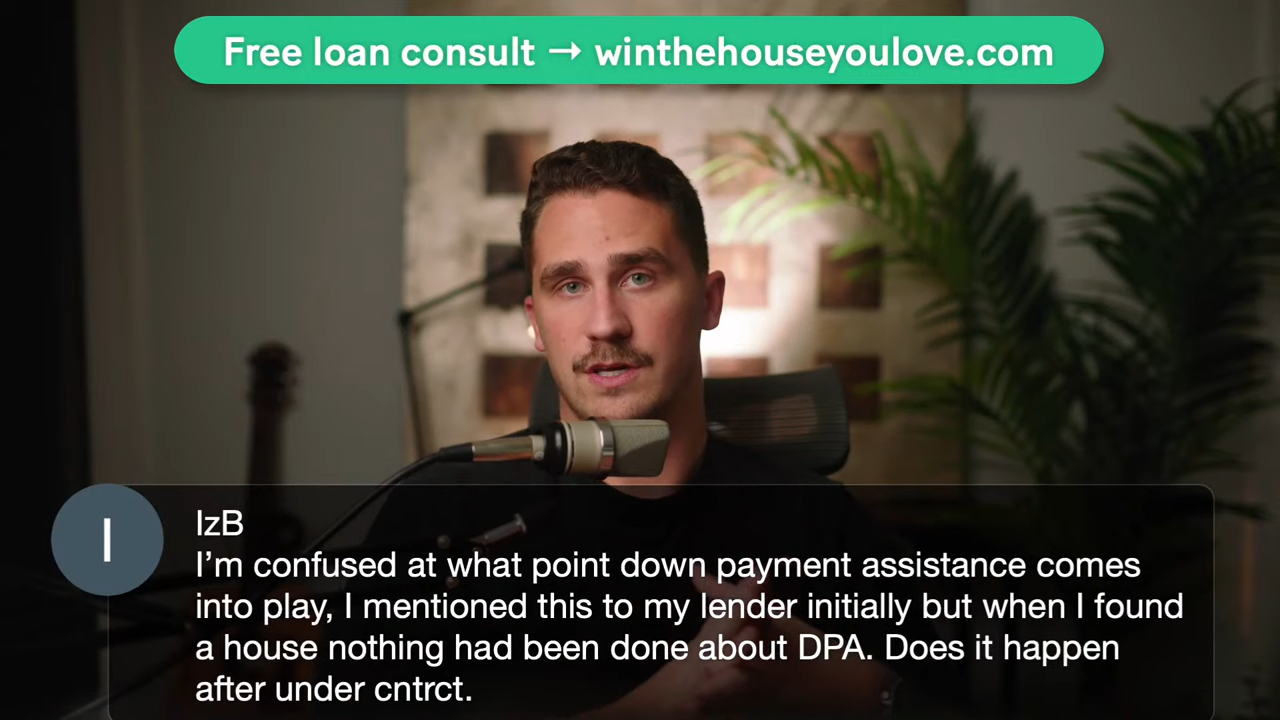 Free loan consult → winthehouseyoulove.com
I
IzB
I’m confused at what point down payment assistance comes
into play, I mentioned this to my lender initially but when I found
a house nothing had been done about DPA. Does it happen
after under cntrct.